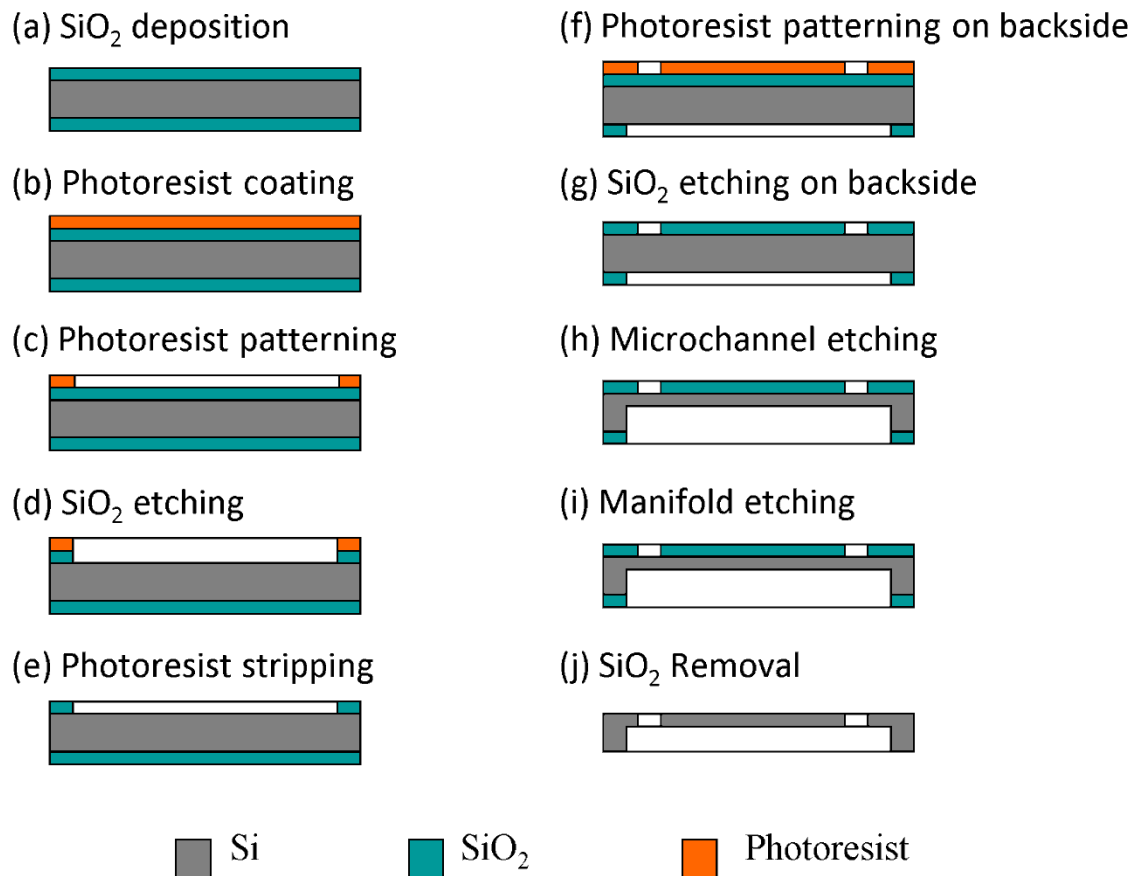 (a) SiO₂ deposition
(b) Photoresist coating
(c) Photoresist patterning
(d) SiO₂ etching
(e) Photoresist stripping
(f) Photoresist patterning on backside
(g) SiO₂ etching on backside
(h) Microchannel etching
(i) Manifold etching
(j) SiO₂ Removal
Si SiO₂ Photoresist